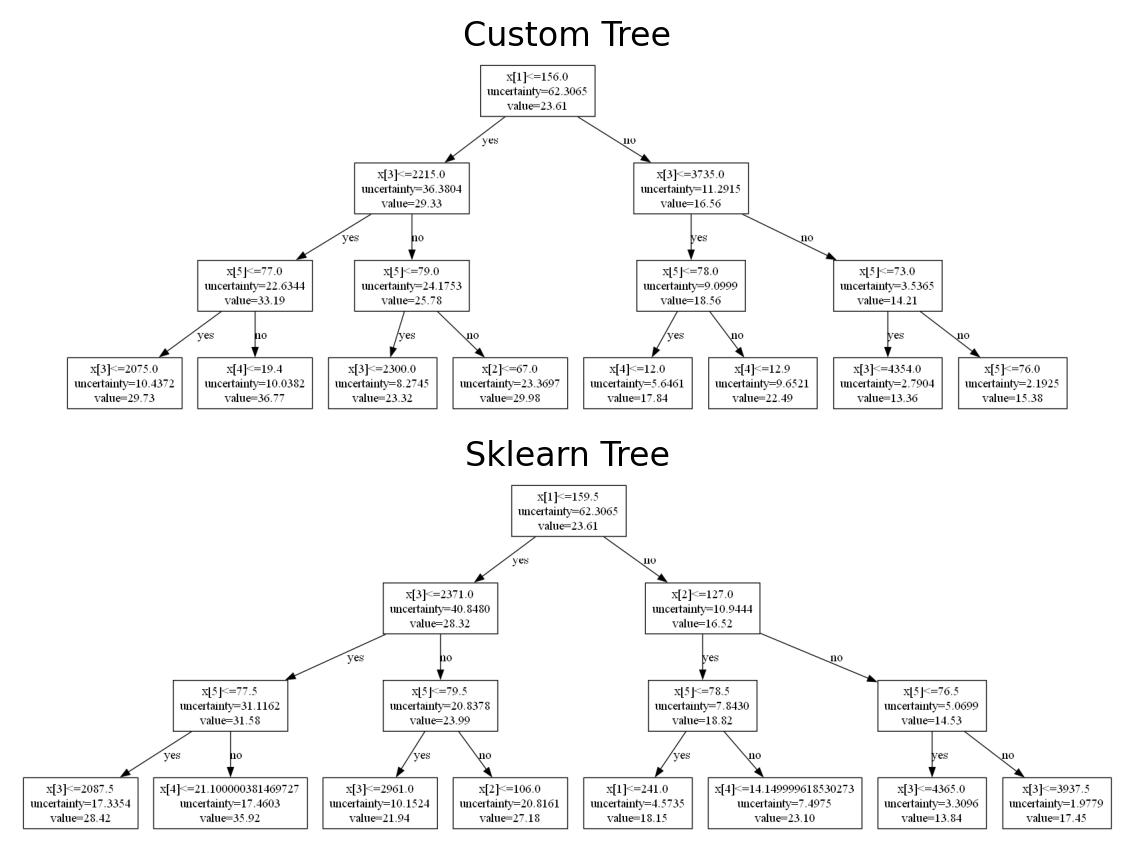 Custom Tree
x[1]<=156.0
uncertainty=62.3065
value=23.61
yes
no
x[3]<=2215.0
uncertainty=36.3804
value=29.33
x[3]<=3735.0
uncertainty=11.2915
value=16.56
yes
no
yes
no
x[5]<=77.0
uncertainty=22.6344
value=33.19
x[5]<=79.0
uncertainty=24.1753
value=25.78
x[5]<=78.0
uncertainty=9.0999
value=18.56
x[5]<=73.0
uncertainty=3.5365
value=14.21
yes
no
yes
no
yes
no
yes
no
x[3]<=2075.0
uncertainty=10.4372
value=29.73
x[4]<=19.4
uncertainty=10.0382
value=36.77
x[3]<=2300.0
uncertainty=8.2745
value=23.32
x[2]<=67.0
uncertainty=23.3697
value=29.98
x[4]<=12.0
uncertainty=5.6461
value=17.84
x[4]<=12.9
uncertainty=9.6521
value=22.49
x[3]<=4354.0
uncertainty=2.7904
value=13.36
x[5]<=76.0
uncertainty=2.1925
value=15.38
Sklearn Tree
x[1]<=159.5
uncertainty=62.3065
value=23.61
yes
no
x[3]<=2371.0
uncertainty=40.8480
value=28.32
x[2]<=127.0
uncertainty=10.9444
value=16.52
yes
no
yes
no
x[5]<=77.5
uncertainty=31.1162
value=31.58
x[5]<=79.5
uncertainty=20.8378
value=23.99
x[5]<=78.5
uncertainty=7.8430
value=18.82
x[5]<=76.5
uncertainty=5.0699
value=14.53
yes
no
yes
no
yes
no
yes
no
x[3]<=2087.5
uncertainty=17.3354
value=28.42
x[4]<=21.100000381469727
uncertainty=17.4603
value=35.92
x[3]<=2961.0
uncertainty=10.1524
value=21.94
x[2]<=106.0
uncertainty=20.8161
value=27.18
x[1]<=241.0
uncertainty=4.5735
value=18.15
x[4]<=14.149999618530273
uncertainty=7.4975
value=23.10
x[3]<=4365.0
uncertainty=3.3096
value=13.84
x[3]<=3937.5
uncertainty=1.9779
value=17.45